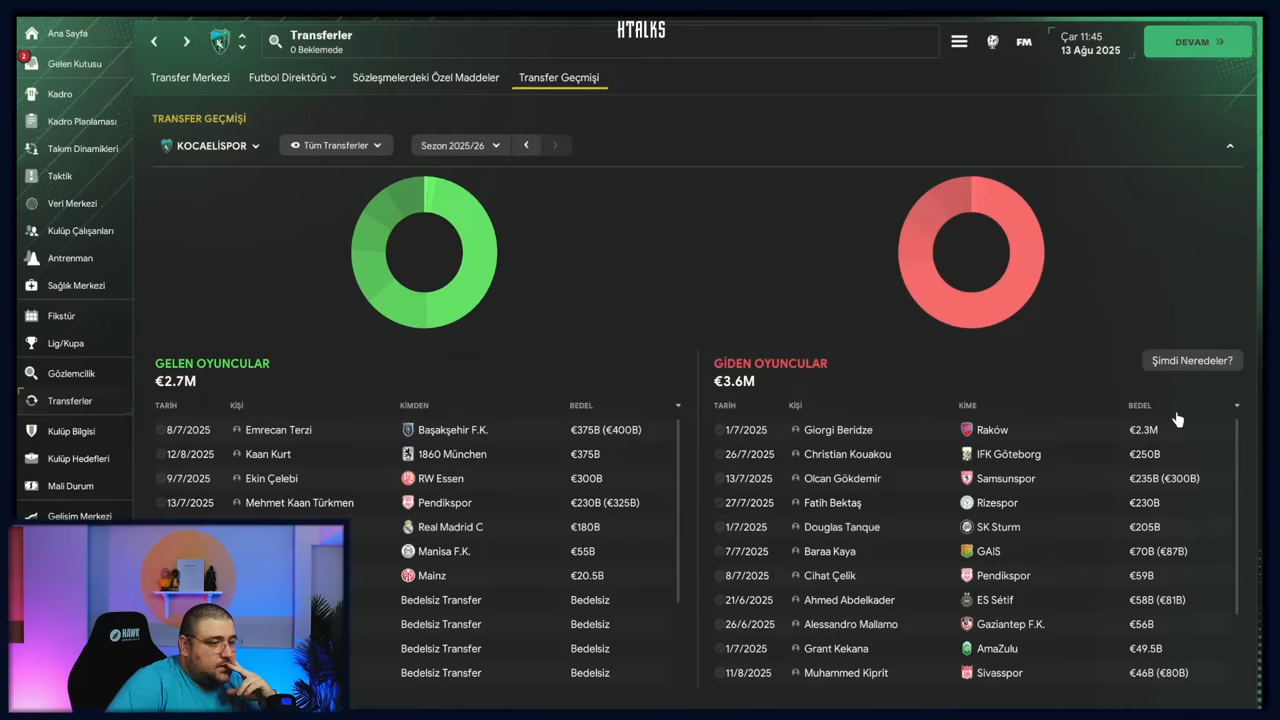 XTALKS
Ana Sayfa
2
Gelen Kutusu
Kadro
Kadro Planlaması
Takım Dinamikleri
Taktik
Veri Merkezi
Kulüp Çalışanları
Antrenman
Sağlık Merkezi
Fikstür
Lig/Kupa
Gözlemcilik
Transferler
Kulüp Bilgisi
Kulüp Hedefleri
Mali Durum
Gelişim Merkezi
Transferler
0 Beklemede
FM
Çar 11:45
13 Ağu 2025
DEVAM
Transfer Merkezi Futbol Direktörü Sözleşmelerdeki Özel Maddeler Transfer Geçmişi
TRANSFER GEÇMİŞİ
KOCAELİSPOR Tüm Transferler Sezon 2025/26
GELEN OYUNCULAR
€2.7M
TARİH KİŞİ KİMDEN BEDEL
8/7/2025 Emrecan Terzi Başakşehir F.K. €375B (€400B)
12/8/2025 Kaan Kurt 1860 München €375B
9/7/2025 Ekin Çelebi RW Essen €300B
13/7/2025 Mehmet Kaan Türkmen Pendikspor €230B (€325B)
Real Madrid C €180B
Manisa F.K. €55B
Mainz €20.5B
Bedelsiz Transfer Bedelsiz
Bedelsiz Transfer Bedelsiz
Bedelsiz Transfer Bedelsiz
Bedelsiz Transfer Bedelsiz
GİDEN OYUNCULAR
€3.6M
Şimdi Neredeler?
TARİH KİŞİ KİME BEDEL
1/7/2025 Giorgi Beridze Raków €2.3M
26/7/2025 Christian Kouakou IFK Göteborg €250B
13/7/2025 Olcan Gökdemir Samsunspor €235B (€300B)
27/7/2025 Fatih Bektaş Rizespor €230B
1/7/2025 Douglas Tanque SK Sturm €205B
7/7/2025 Baraa Kaya GAIS €70B (€87B)
8/7/2025 Cihat Çelik Pendikspor €59B
21/6/2025 Ahmed Abdelkader ES Sétif €58B (€81B)
26/6/2025 Alessandro Mallamo Gaziantep F.K. €56B
1/7/2025 Grant Kekana AmaZulu €49.5B
11/8/2025 Muhammed Kiprit Sivasspor €46B (€80B)
HAWK